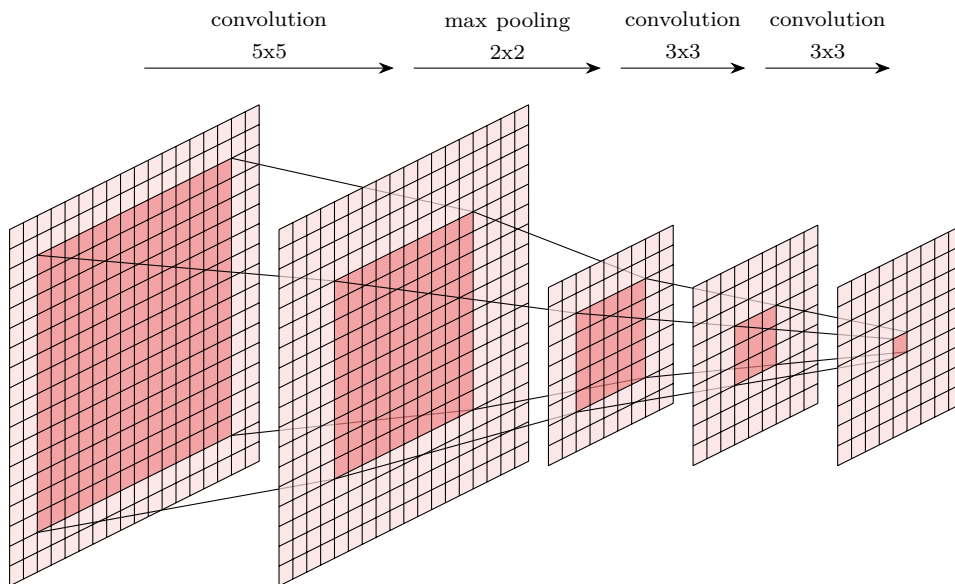 convolution
5x5
max pooling
2x2
convolution
3x3
convolution
3x3